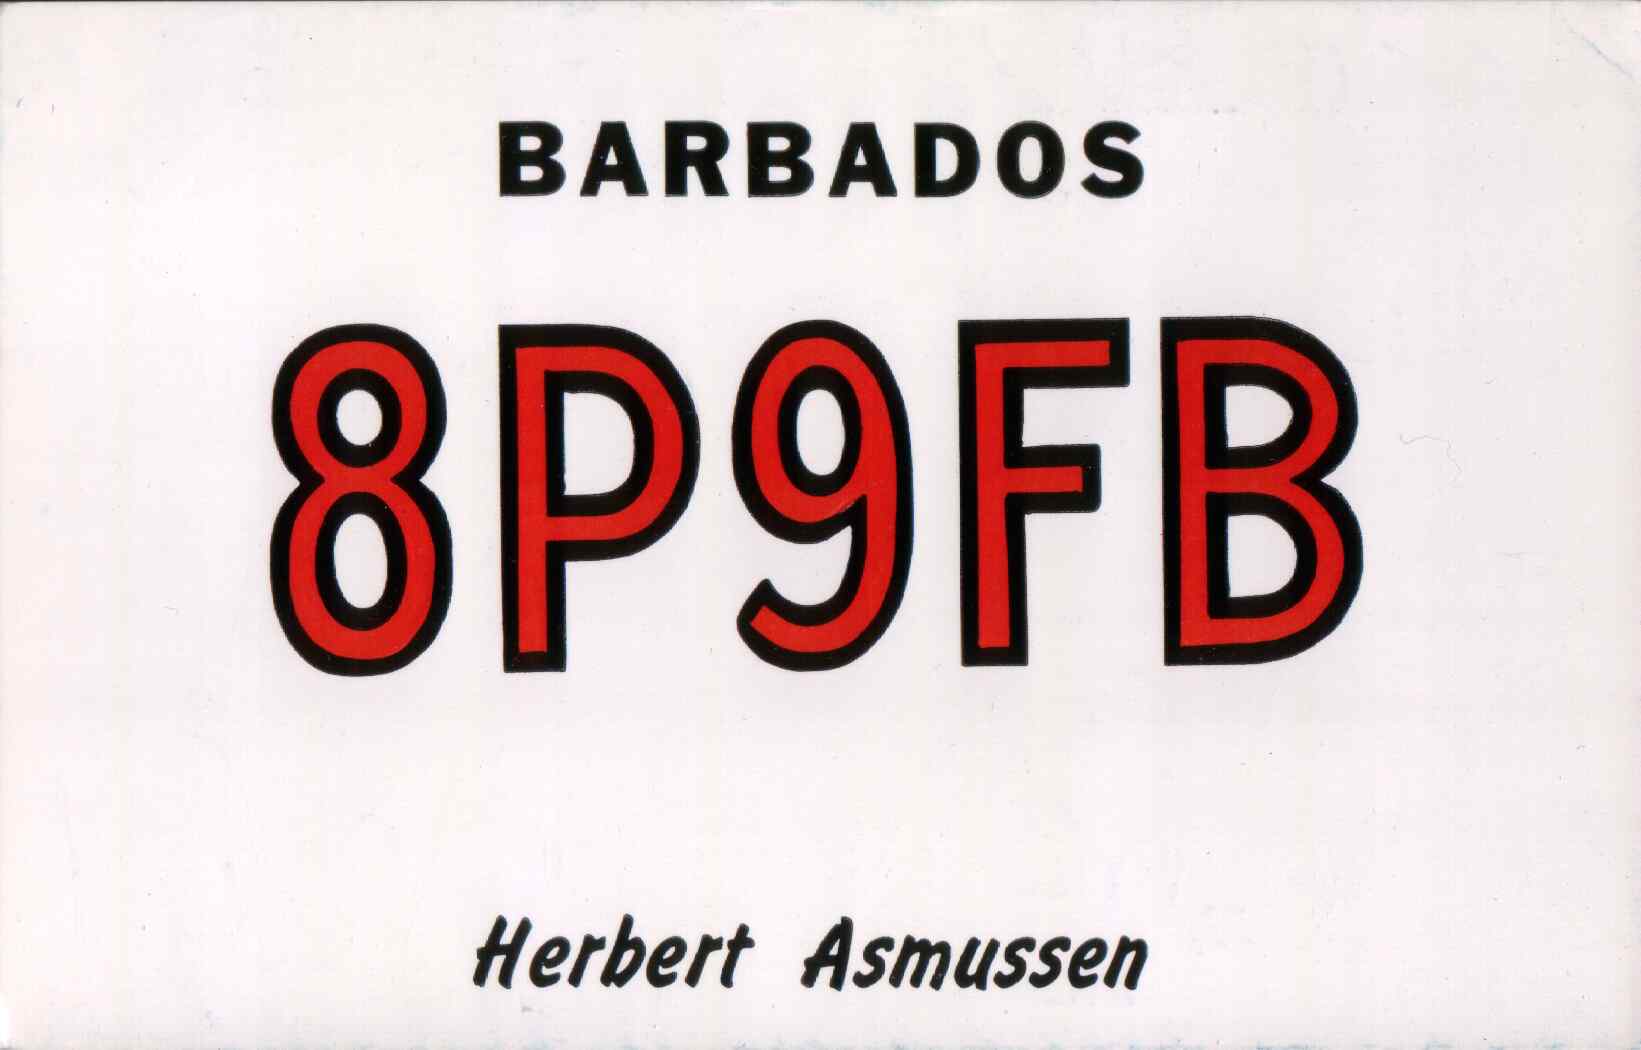 BARBADOS
8P9FB
Herbert Asmussen